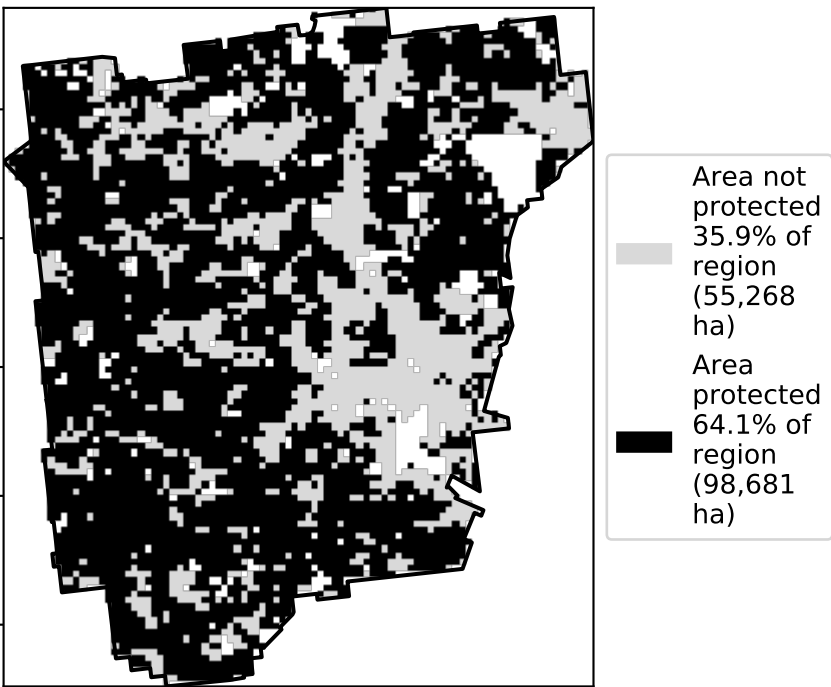 Area not
protected
35.9% of
region
(55,268
ha)
Area
protected
64.1% of
region
(98,681
ha)